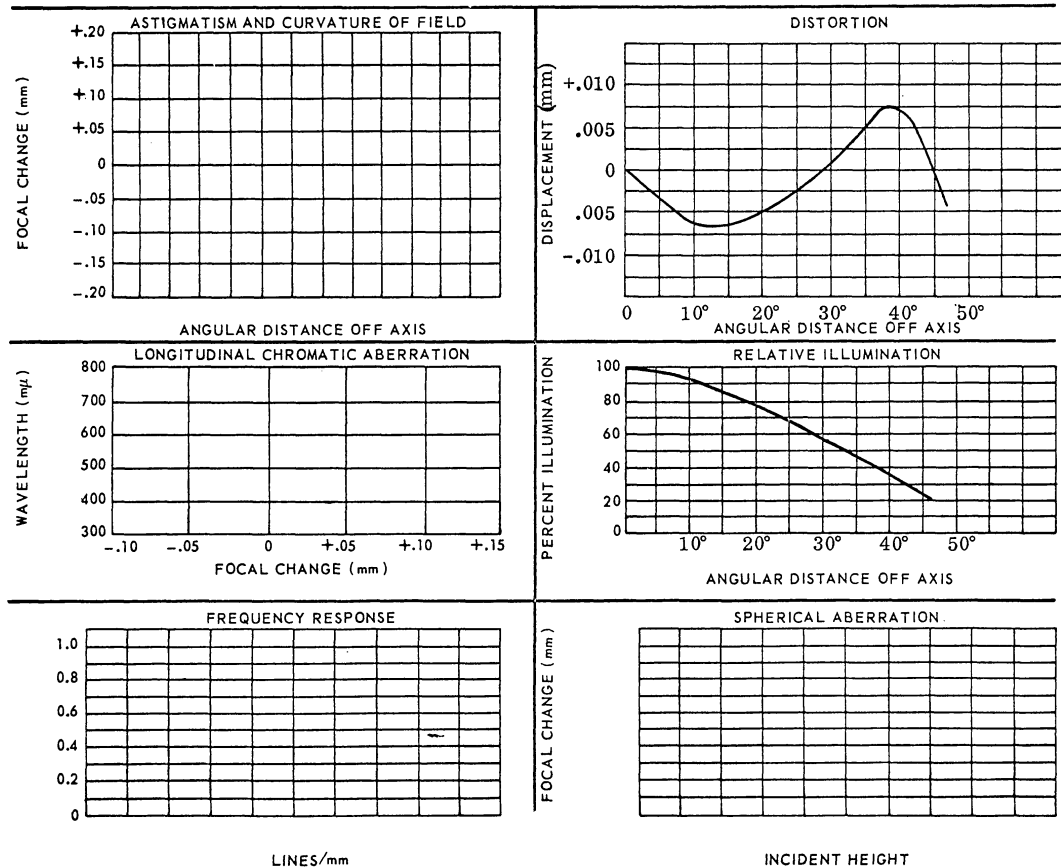 ASTIGMATISM AND CURVATURE OF FIELD
FOCAL CHANGE (mm)
+.20
+.15
+.10
+.05
0
-.05
-.10
-.15
-.20
ANGULAR DISTANCE OFF AXIS
DISTORTION
DISPLACEMENT (mm)
+.010
.005
0
.005
-.010
0 10° 20° 30° 40° 50°
ANGULAR DISTANCE OFF AXIS
LONGITUDINAL CHROMATIC ABERRATION
WAVELENGTH (mμ)
800
700
600
500
400
300
-.10 -.05 0 +.05 +.10 +.15
FOCAL CHANGE (mm)
RELATIVE ILLUMINATION
PERCENT ILLUMINATION
100
80
60
40
20
0
10° 20° 30° 40° 50°
ANGULAR DISTANCE OFF AXIS
FREQUENCY RESPONSE
1.0
0.8
0.6
0.4
0.2
0
LINES/mm
SPHERICAL ABERRATION
FOCAL CHANGE (mm)
INCIDENT HEIGHT